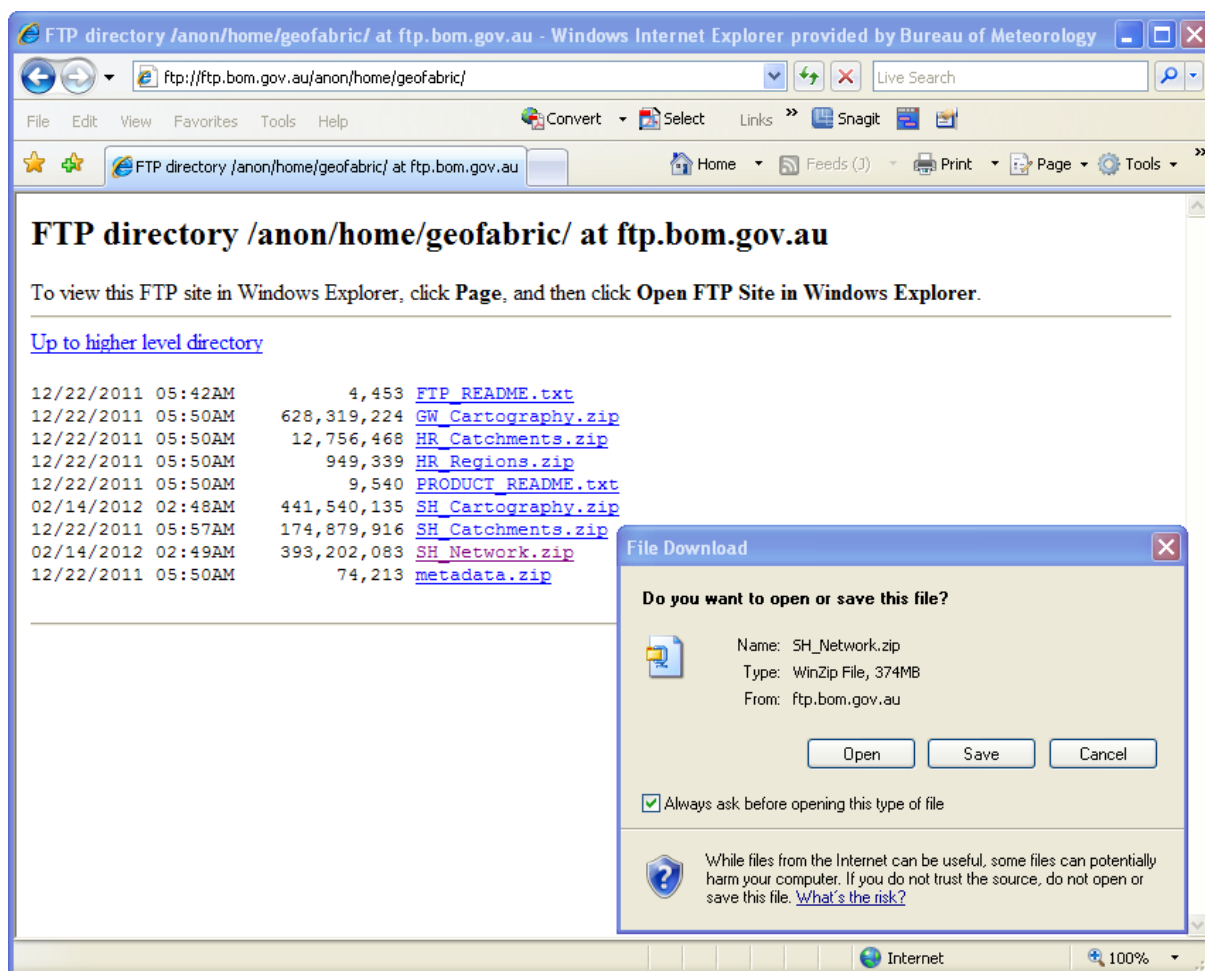 FTP directory /anon/home/geofabric/ at ftp.bom.gov.au - Windows Internet Explorer provided by Bureau of Meteorology
ftp://ftp.bom.gov.au/anon/home/geofabric/
Live Search
File Edit View Favorites Tools Help
Convert Select Links » Snagit
FTP directory /anon/home/geofabric/ at ftp.bom.gov.au
Home Feeds (J) Print Page Tools »
FTP directory /anon/home/geofabric/ at ftp.bom.gov.au
To view this FTP site in Windows Explorer, click Page, and then click Open FTP Site in Windows Explorer.
Up to higher level directory
12/22/2011 05:42AM 4,453 FTP_README.txt
12/22/2011 05:50AM 628,319,224 GW_Cartography.zip
12/22/2011 05:50AM 12,756,468 HR_Catchments.zip
12/22/2011 05:50AM 949,339 HR_Regions.zip
12/22/2011 05:50AM 9,540 PRODUCT_README.txt
02/14/2012 02:48AM 441,540,135 SH_Cartography.zip
12/22/2011 05:57AM 174,879,916 SH_Catchments.zip
02/14/2012 02:49AM 393,202,083 SH_Network.zip
12/22/2011 05:50AM 74,213 metadata.zip
File Download
Do you want to open or save this file?
Name: SH_Network.zip
Type: WinZip File, 374MB
From: ftp.bom.gov.au
Open Save Cancel
Always ask before opening this type of file
While files from the Internet can be useful, some files can potentially
harm your computer. If you do not trust the source, do not open or
save this file. What's the risk?
Internet 100%